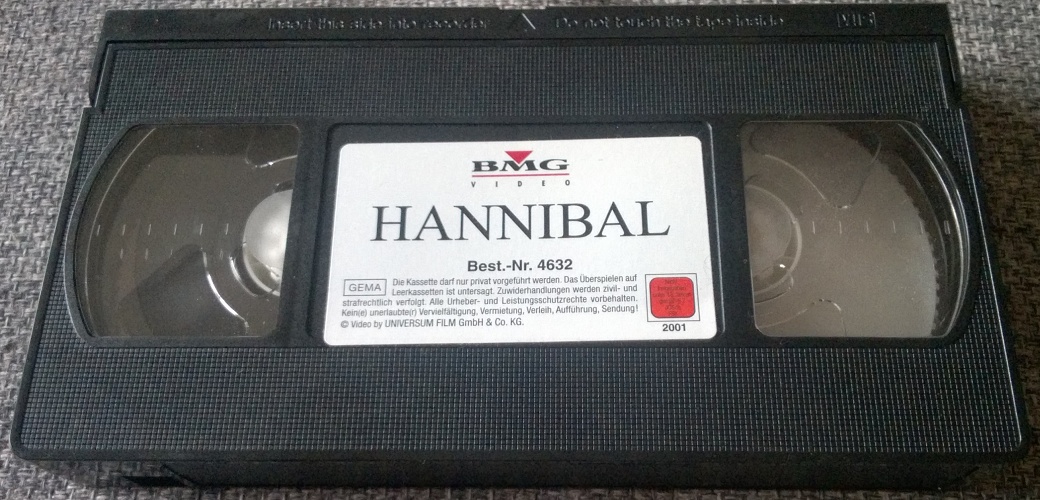 Insert this side into recorder Do not touch the tape inside VHS
BMG
VIDEO
HANNIBAL
Best.-Nr. 4632
GEMA Die Kassette darf nur privat vorgeführt werden. Das Überspielen auf
Leerkassetten ist untersagt. Zuwiderhandlungen werden zivil- und
strafrechtlich verfolgt. Alle Urheber- und Leistungsschutzrechte vorbehalten.
Kein(e) unerlaubte(r) Vervielfältigung, Vermietung, Verleih, Aufführung, Sendung!
© Video by UNIVERSUM FILM GmbH & Co. KG.
2001